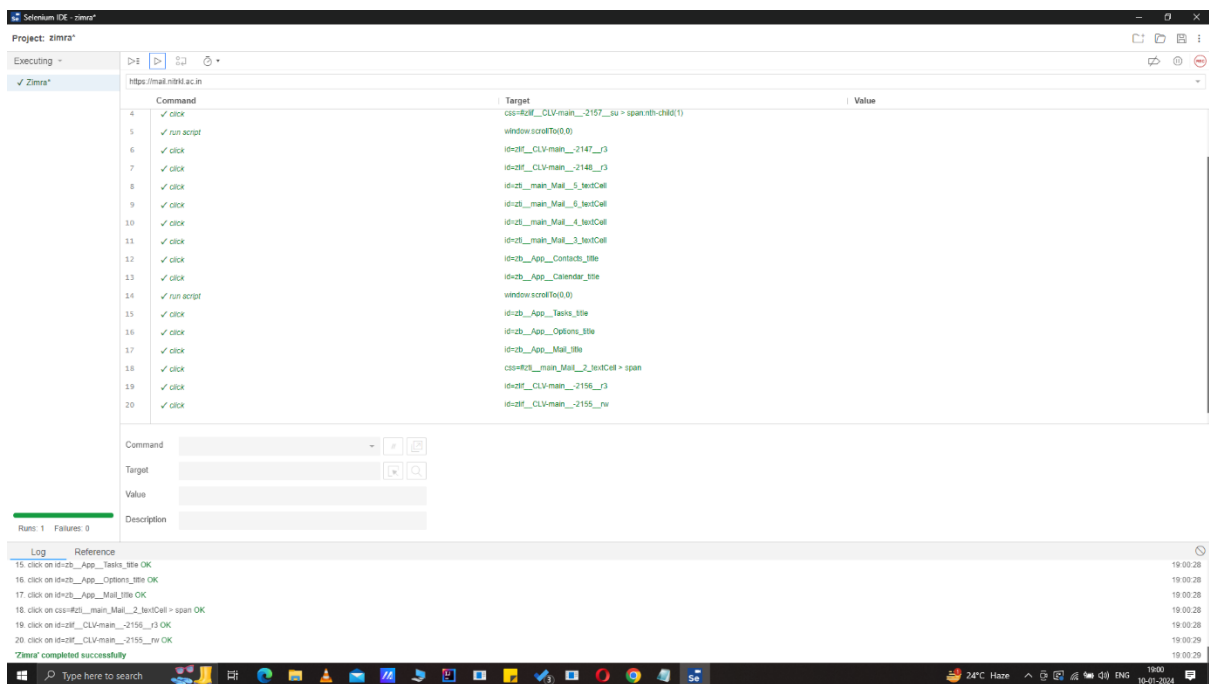 Selenium IDE - zimra*
Project: zimra*
Executing
https://mail.nitrkl.ac.in
✓ Zimra*
Command Target Value
4 ✓ click css=#zlif__CLV-main__-2157__su > span:nth-child(1)
5 ✓ run script window.scrollTo(0,0)
6 ✓ click id=zlif__CLV-main__-2147__r3
7 ✓ click id=zlif__CLV-main__-2148__r3
8 ✓ click id=zti__main_Mail__5_textCell
9 ✓ click id=zti__main_Mail__6_textCell
10 ✓ click id=zti__main_Mail__4_textCell
11 ✓ click id=zti__main_Mail__3_textCell
12 ✓ click id=zb__App__Contacts_title
13 ✓ click id=zb__App__Calendar_title
14 ✓ run script window.scrollTo(0,0)
15 ✓ click id=zb__App__Tasks_title
16 ✓ click id=zb__App__Options_title
17 ✓ click id=zb__App__Mail_title
18 ✓ click css=#zti__main_Mail__2_textCell > span
19 ✓ click id=zlif__CLV-main__-2156__r3
20 ✓ click id=zlif__CLV-main__-2155__rw
Command
Target
Value
Description
Runs: 1 Failures: 0
Log Reference
15. click on id=zb__App__Tasks_title OK 19:00:28
16. click on id=zb__App__Options_title OK 19:00:28
17. click on id=zb__App__Mail_title OK 19:00:28
18. click on css=#zti__main_Mail__2_textCell > span OK 19:00:28
19. click on id=zlif__CLV-main__-2156__r3 OK 19:00:28
20. click on id=zlif__CLV-main__-2155__rw OK 19:00:29
'Zimra' completed successfully 19:00:29
Type here to search 24°C Haze ENG 19:00
10-01-2024